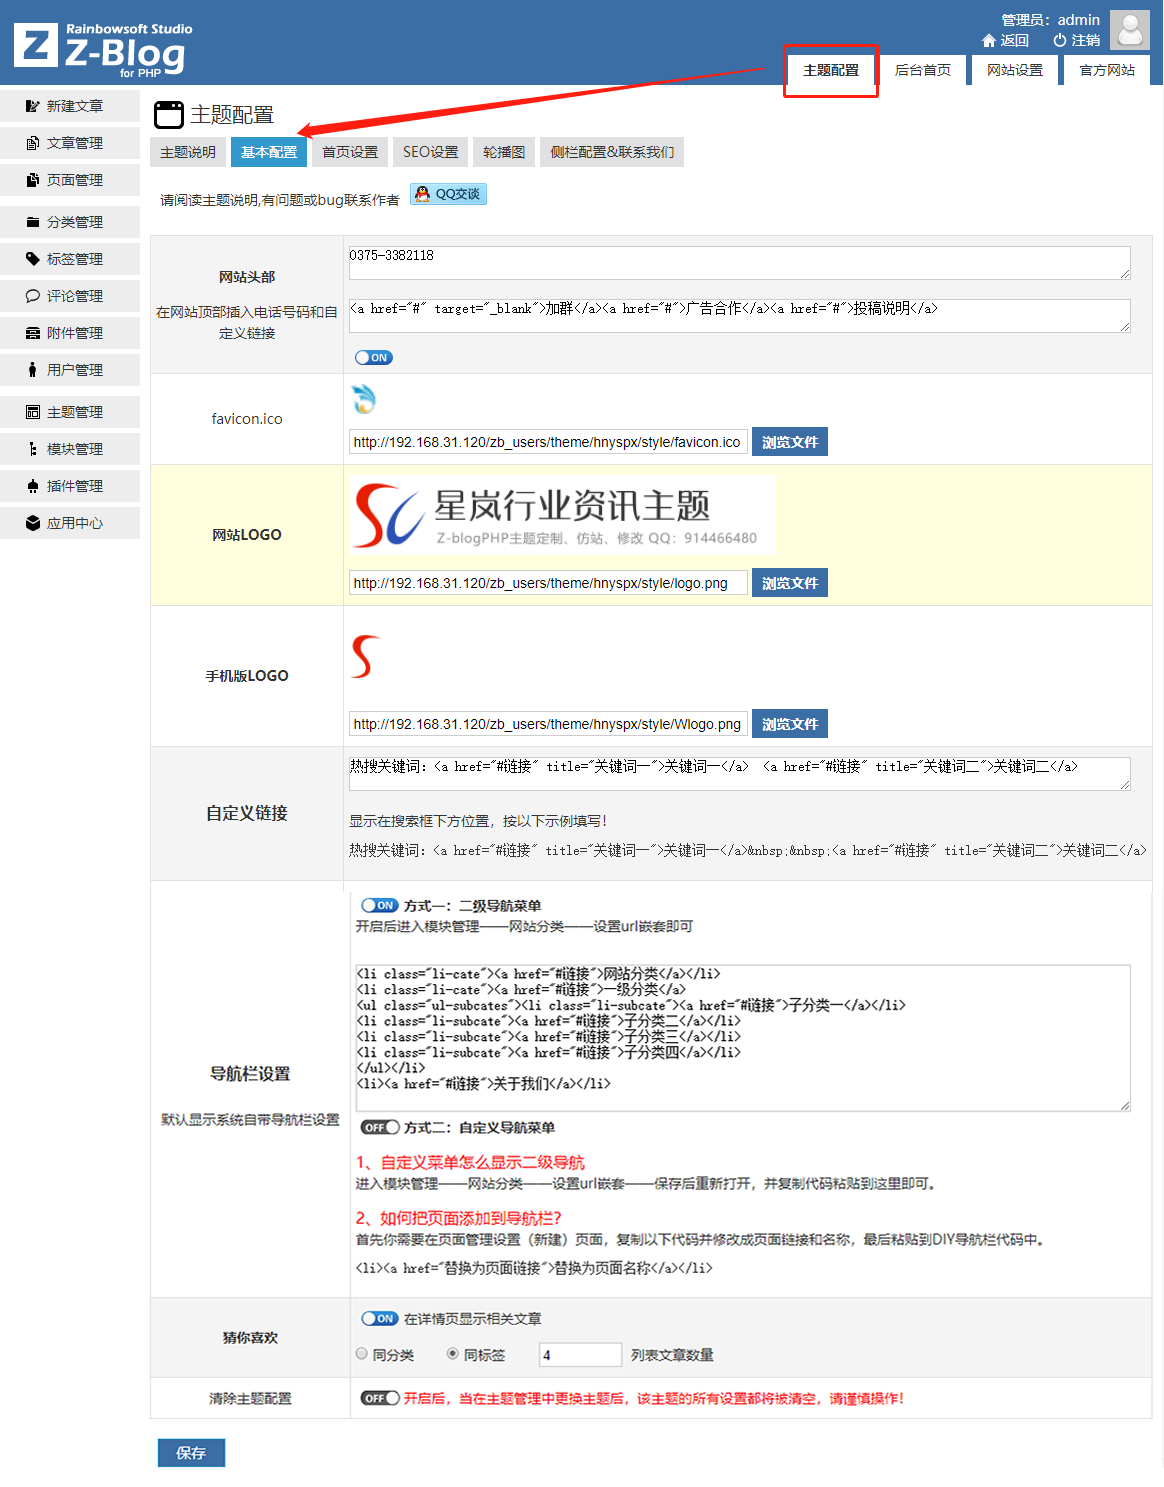 Rainbowsoft Studio
Z Z-Blog
for PHP
管理员：admin
返回 注销
主题配置 后台首页 网站设置 官方网站
新建文章
文章管理
页面管理
分类管理
标签管理
评论管理
附件管理
用户管理
主题管理
模块管理
插件管理
应用中心
主题配置
主题说明 基本配置 首页设置 SEO设置 轮播图 侧栏配置&联系我们
请阅读主题说明,有问题或bug联系作者 QQ交谈
网站头部
在网站顶部插入电话号码和自
定义链接
0375-3382118
<a href="#" target="_blank">加群</a><a href="#">广告合作</a><a href="#">投稿说明</a>
ON
favicon.ico
http://192.168.31.120/zb_users/theme/hnyspx/style/favicon.ico 浏览文件
网站LOGO
星岚行业资讯主题
Z-blogPHP主题定制、仿站、修改 QQ：914466480
http://192.168.31.120/zb_users/theme/hnyspx/style/logo.png 浏览文件
手机版LOGO
http://192.168.31.120/zb_users/theme/hnyspx/style/Wlogo.png 浏览文件
自定义链接
热搜关键词：<a href="#链接" title="关键词一">关键词一</a>  <a href="#链接" title="关键词二">关键词二</a>
显示在搜索框下方位置，按以下示例填写！
热搜关键词：<a href="#链接" title="关键词一">关键词一</a>&nbsp;&nbsp;<a href="#链接" title="关键词二">关键词二</a>
导航栏设置
默认显示系统自带导航栏设置
ON 方式一：二级导航菜单
开启后进入模块管理——网站分类——设置url嵌套即可
<li class="li-cate"><a href="#链接">网站分类</a></li>
<li class="li-cate"><a href="#链接">一级分类</a>
<ul class="ul-subcates"><li class="li-subcate"><a href="#链接">子分类一</a></li>
<li class="li-subcate"><a href="#链接">子分类二</a></li>
<li class="li-subcate"><a href="#链接">子分类三</a></li>
<li class="li-subcate"><a href="#链接">子分类四</a></li>
</ul></li>
<li><a href="#链接">关于我们</a></li>
OFF 方式二：自定义导航菜单
1、自定义菜单怎么显示二级导航
进入模块管理——网站分类——设置url嵌套——保存后重新打开，并复制代码粘贴到这里即可。
2、如何把页面添加到导航栏？
首先你需要在页面管理设置（新建）页面，复制以下代码并修改成页面链接和名称，最后粘贴到DIY导航栏代码中。
<li><a href="替换为页面链接">替换为页面名称</a></li>
猜你喜欢
ON 在详情页显示相关文章
同分类 同标签 4 列表文章数量
清除主题配置
OFF 开启后，当在主题管理中更换主题后，该主题的所有设置都将被清空，请谨慎操作！
保存